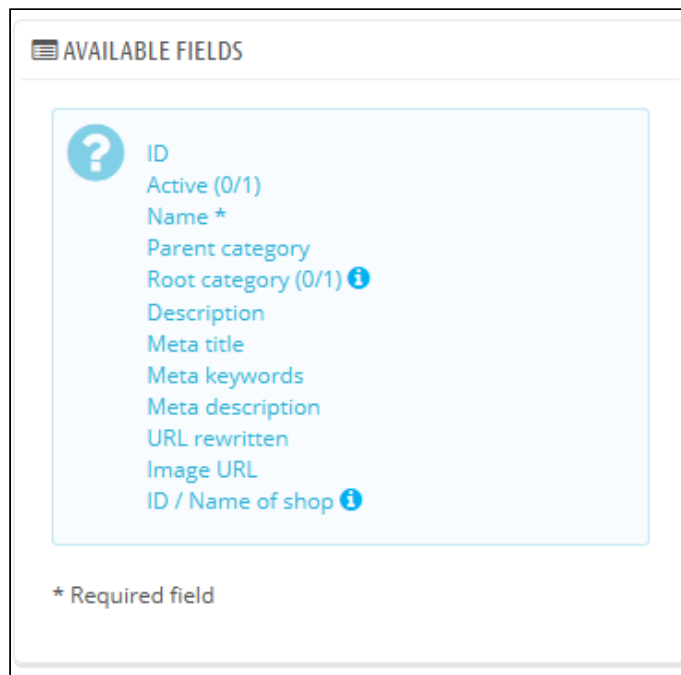 AVAILABLE FIELDS
ID
Active (0/1)
Name *
Parent category
Root category (0/1)
Description
Meta title
Meta keywords
Meta description
URL rewritten
Image URL
ID / Name of shop
* Required field